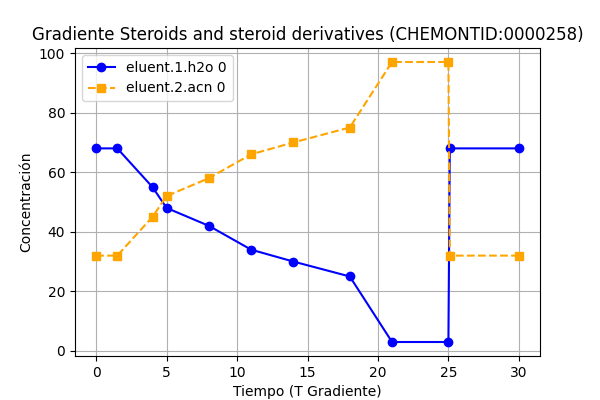 Gradiente Steroids and steroid derivatives (CHEMONTID:0000258)
eluent.1.h2o 0
eluent.2.acn 0
Concentración
100
80
60
40
20
0
0 5 10 15 20 25 30
Tiempo (T Gradiente)